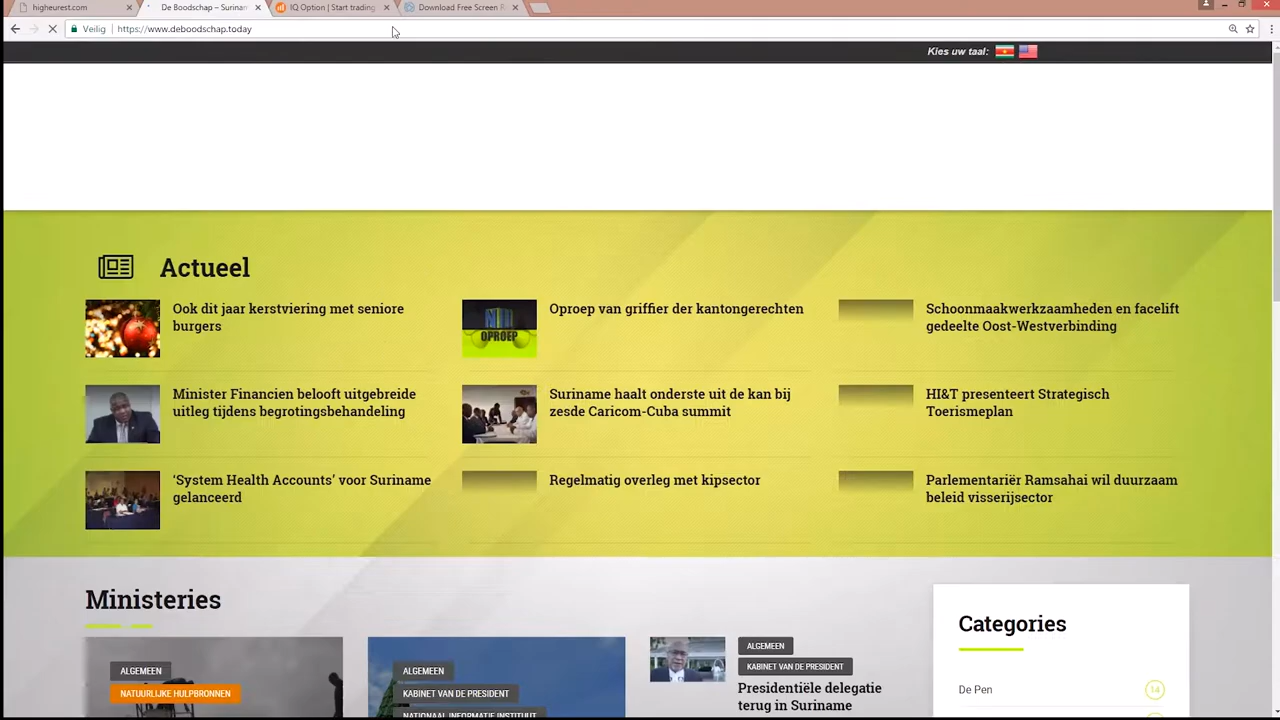 higheurest.com
De Boodschap – Surinan
IQ Option | Start trading
Download Free Screen R
Veilig
https://www.deboodschap.today
Kies uw taal:
Actueel
Ook dit jaar kerstviering met seniore
burgers
OPROEP
Oproep van griffier der kantongerechten
Schoonmaakwerkzaamheden en facelift
gedeelte Oost-Westverbinding
Minister Financien belooft uitgebreide
uitleg tijdens begrotingsbehandeling
Suriname haalt onderste uit de kan bij
zesde Caricom-Cuba summit
HI&T presenteert Strategisch
Toerismeplan
‘System Health Accounts’ voor Suriname
gelanceerd
Regelmatig overleg met kipsector
Parlementariër Ramsahai wil duurzaam
beleid visserijsector
Ministeries
ALGEMEEN
NATUURLIJKE HULPBRONNEN
ALGEMEEN
KABINET VAN DE PRESIDENT
NATIONAAL INFORMATIE INSTITUUT
ALGEMEEN
KABINET VAN DE PRESIDENT
Presidentiële delegatie
terug in Suriname
Categories
De Pen
14